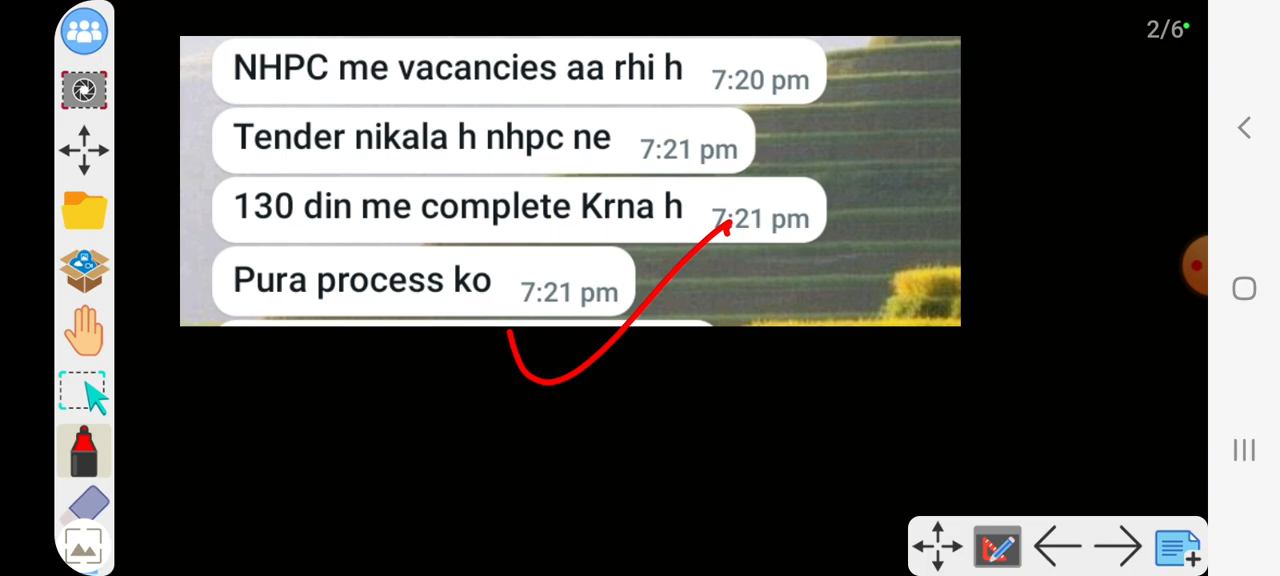 2/6
NHPC me vacancies aa rhi h 7:20 pm
Tender nikala h nhpc ne 7:21 pm
130 din me complete Krna h 7:21 pm
Pura process ko 7:21 pm